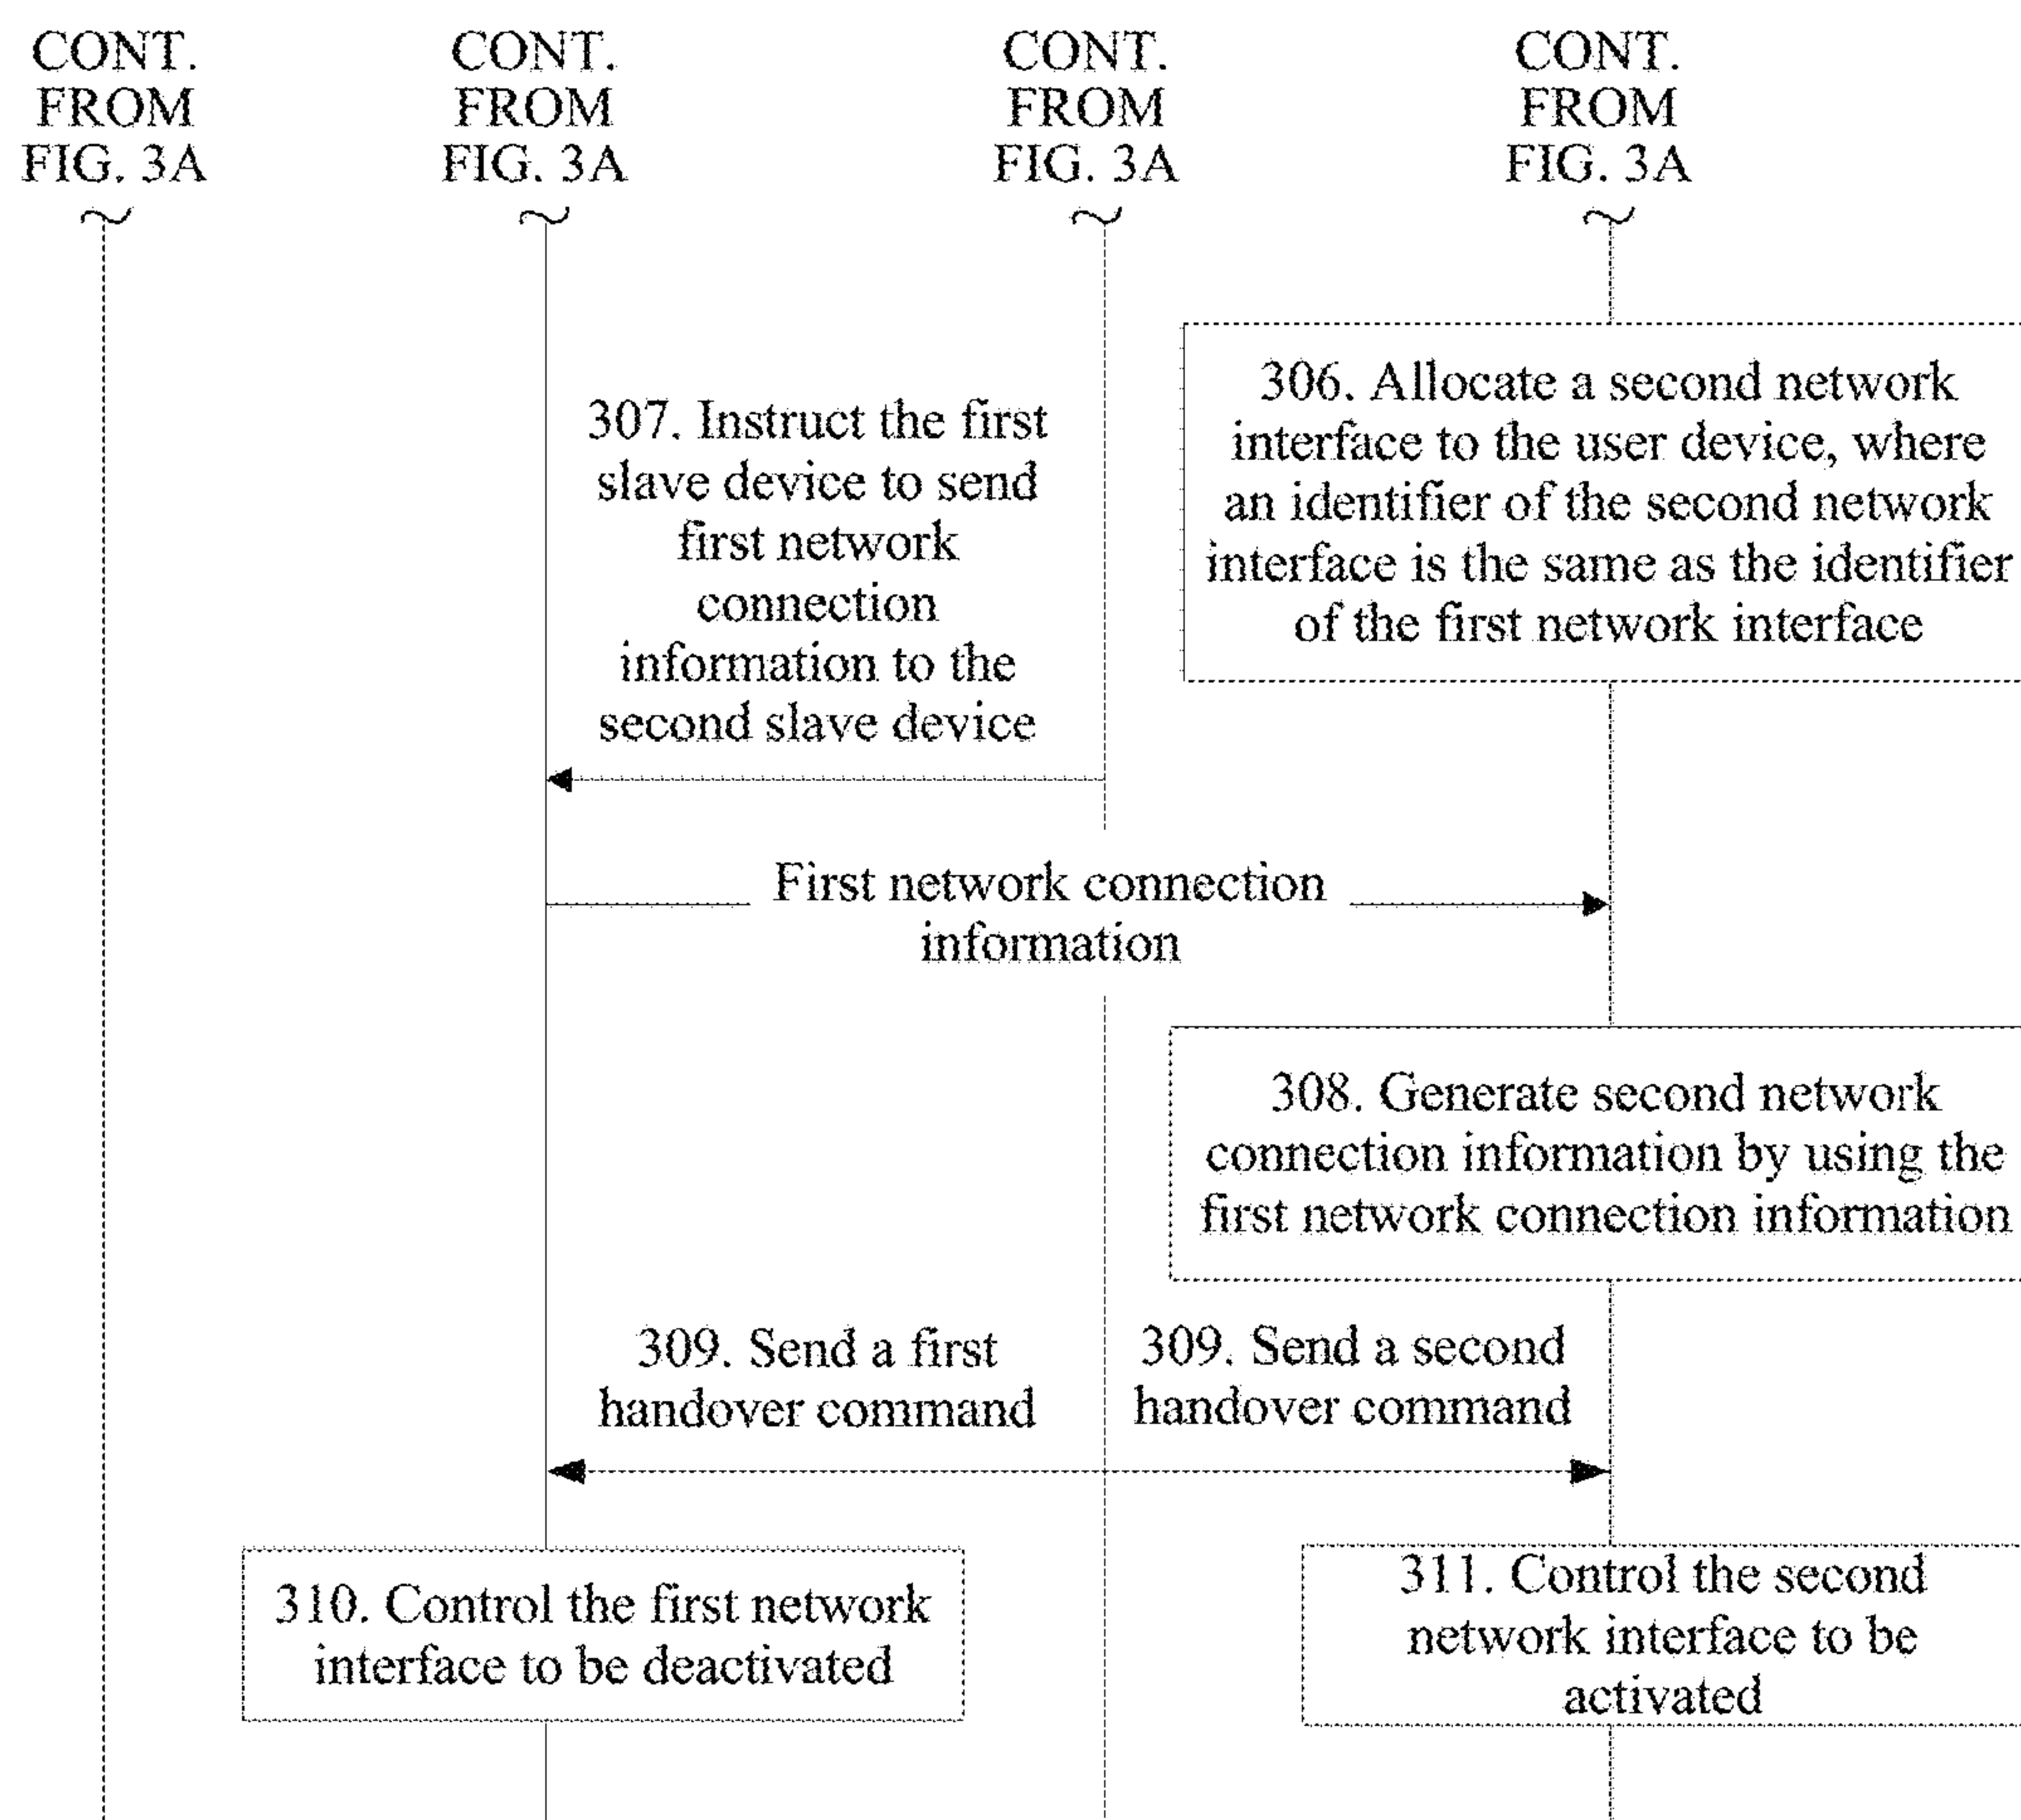 CONT.
FROM
FIG. 3A
CONT.
FROM
FIG. 3A
CONT.
FROM
FIG. 3A
CONT.
FROM
FIG. 3A
306. Allocate a second network
interface to the user device, where
an identifier of the second network
interface is the same as the identifier
of the first network interface
307. Instruct the first
slave device to send
first network
connection
information to the
second slave device
First network connection
information
308. Generate second network
connection information by using the
first network connection information
309. Send a first
handover command
309. Send a second
handover command
310. Control the first network
interface to be deactivated
311. Control the second
network interface to be
activated